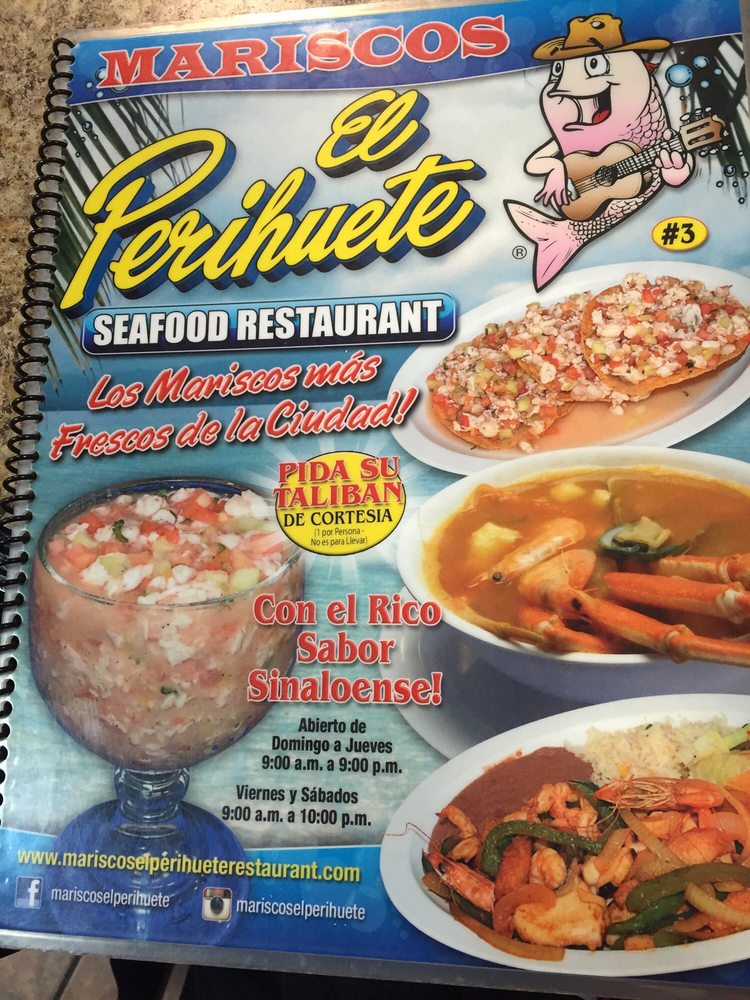 MARISCOS
El
Perihuete
®
#3
SEAFOOD RESTAURANT
Los Mariscos más
Frescos de la Ciudad!
PIDA SU
TALIBAN
DE CORTESIA
(1 por Persona -
No es para Llevar)
Con el Rico
Sabor
Sinaloense!
Abierto de
Domingo a Jueves
9:00 a.m. a 9:00 p.m.
Viernes y Sábados
9:00 a.m. a 10:00 p.m.
www.mariscoselperihueterestaurant.com
f mariscoselperihuete
mariscoselperihuete